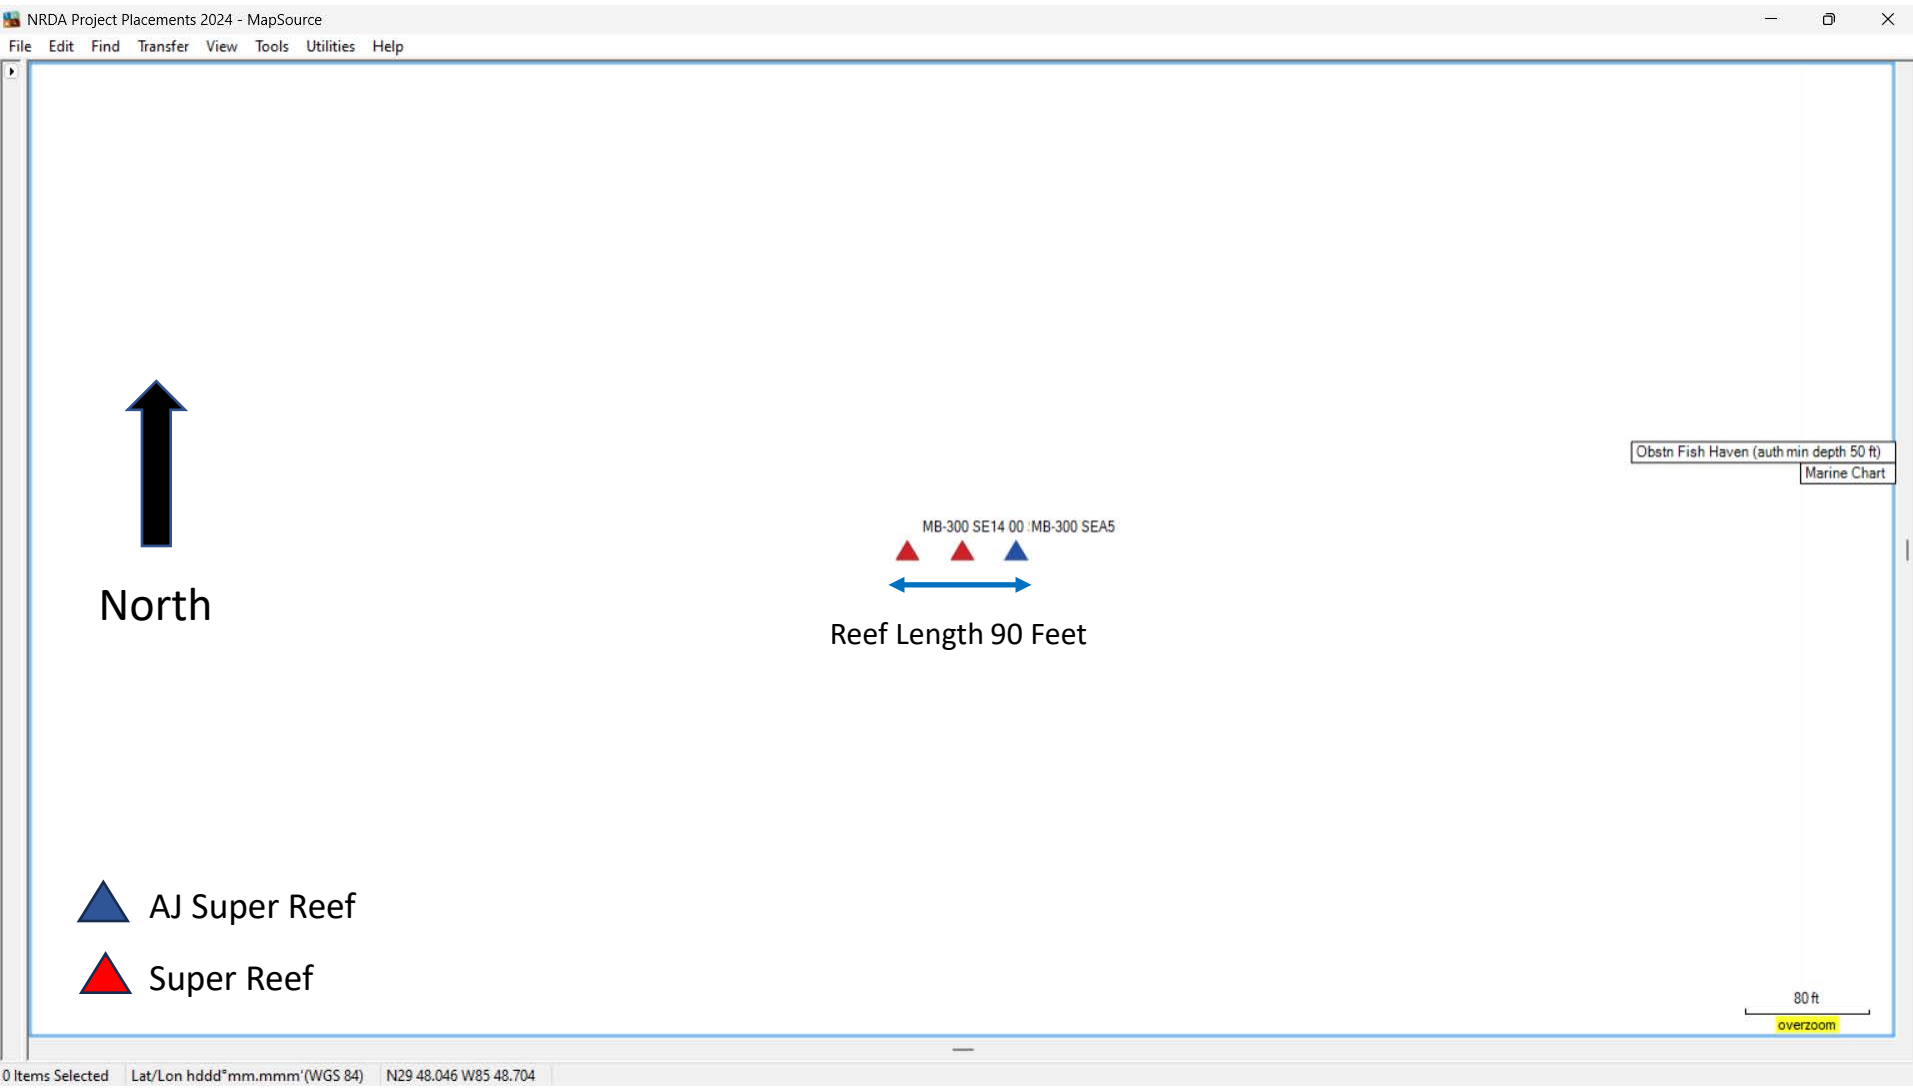 NRDA Project Placements 2024 - MapSource
File Edit Find Transfer View Tools Utilities Help
Obstn Fish Haven (auth min depth 50 ft)
Marine Chart
MB-300 SE14 00 MB-300 SEA5
North
Reef Length 90 Feet
AJ Super Reef
Super Reef
80 ft
overzoom
0 Items Selected Lat/Lon hddd°mm.mmm'(WGS 84) N29 48.046 W85 48.704